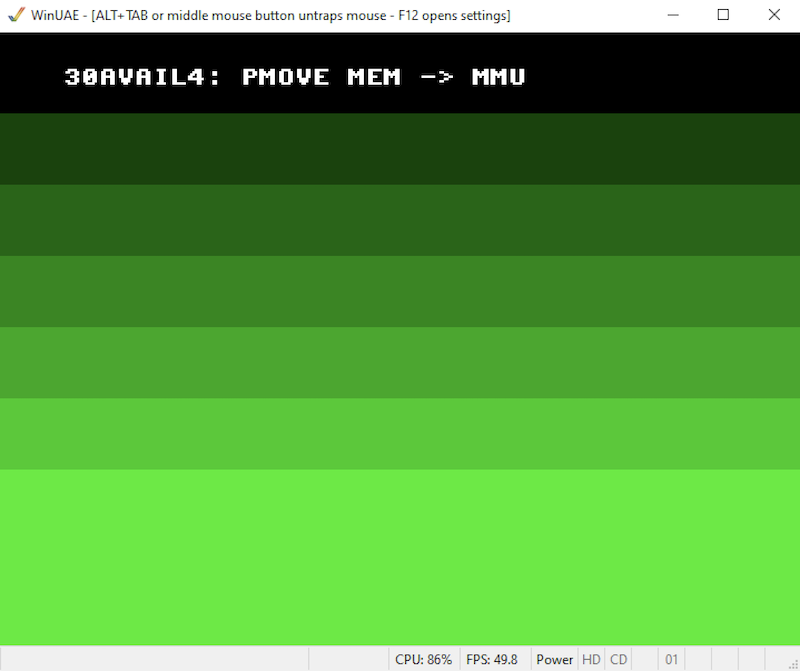 WinUAE - [ALT+TAB or middle mouse button untraps mouse - F12 opens settings]
30AVAIL4: PMOVE MEM -> MMU
CPU: 86% FPS: 49.8 Power HD CD 01